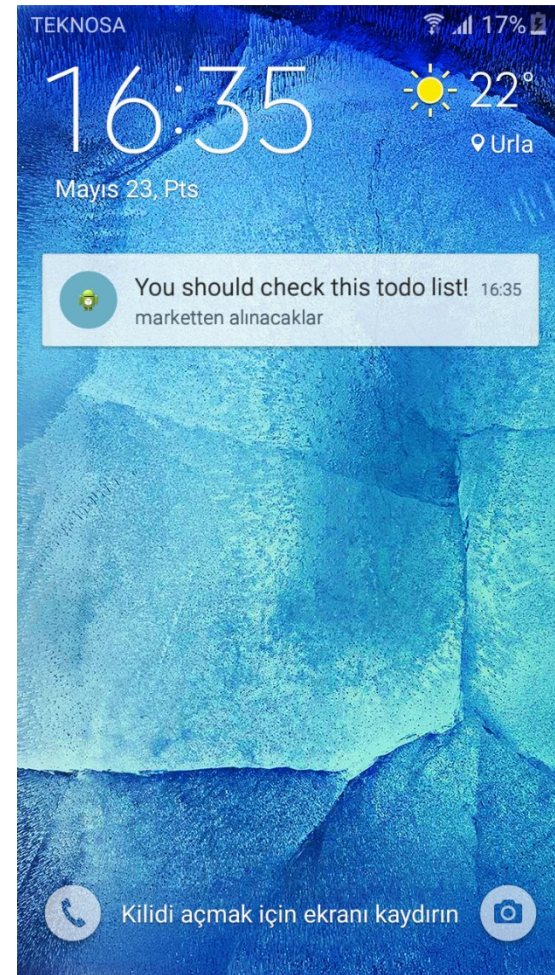 TEKNOSA 17%
16:35 22°
Urla
Mayıs 23, Pts
You should check this todo list! 16:35
marketten alınacaklar
Kilidi açmak için ekranı kaydırın